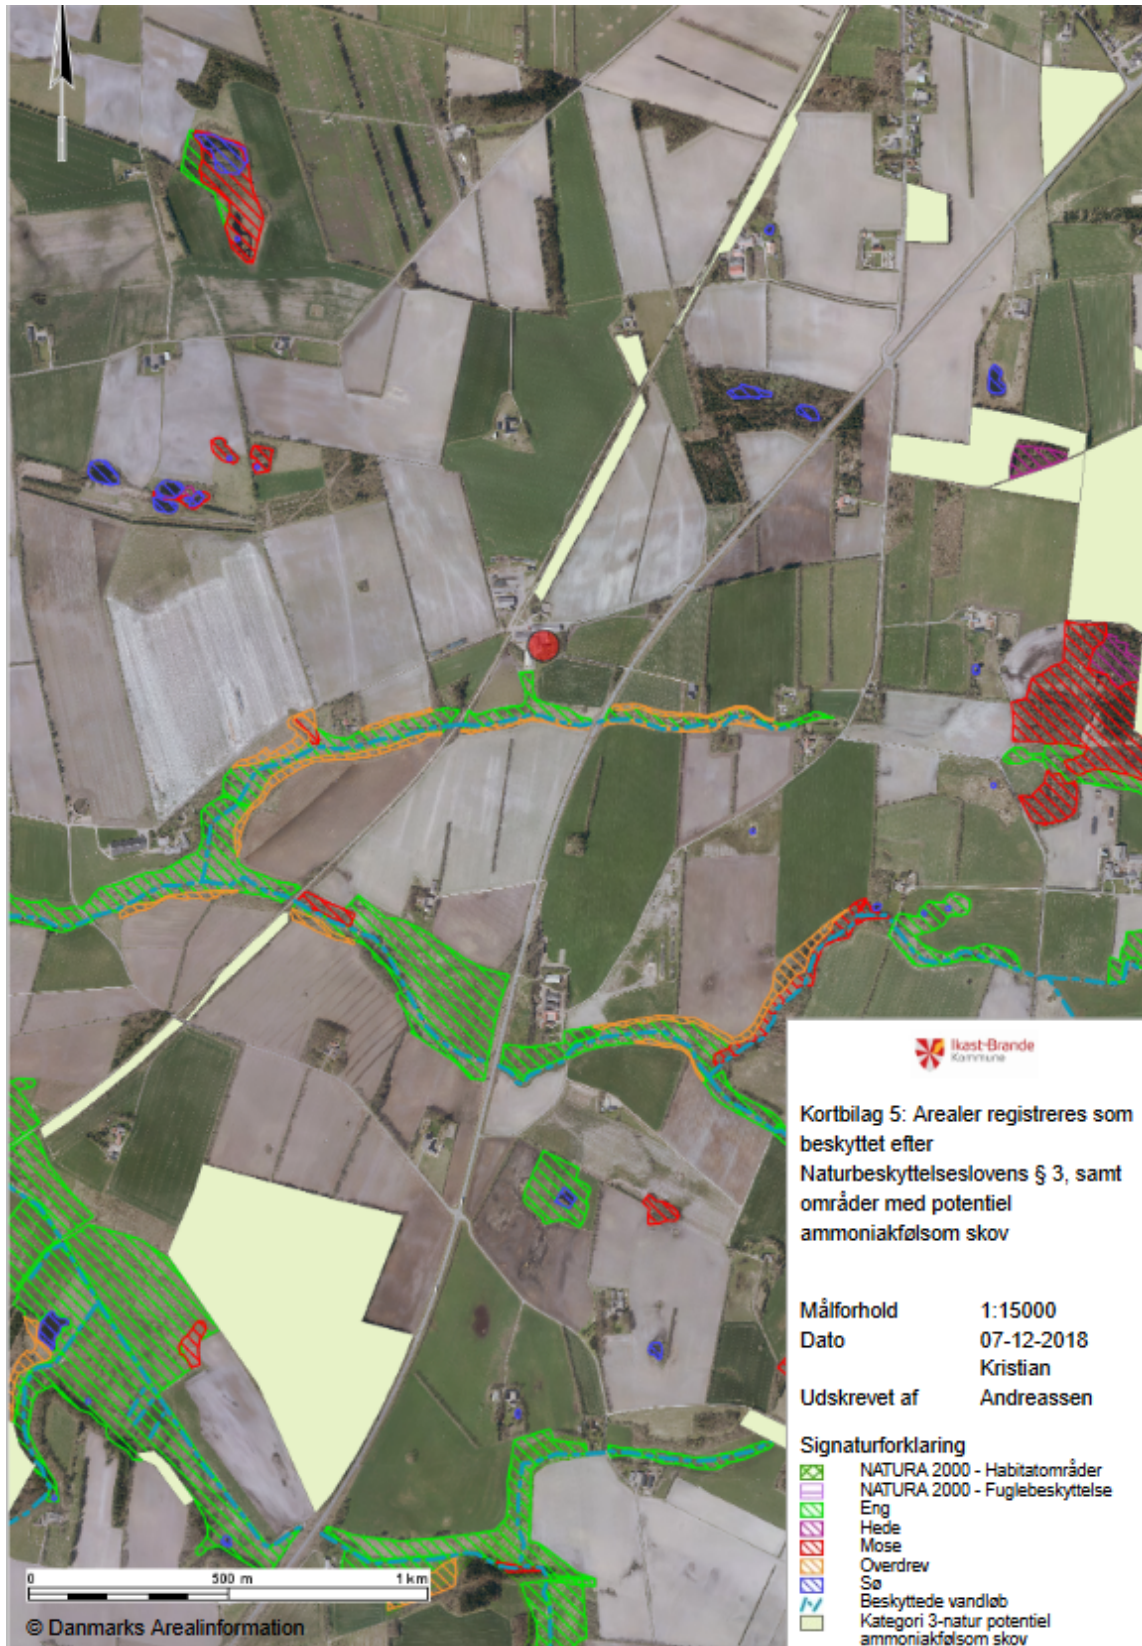 Ikast-Brande
Kommune
Kortbilag 5: Arealer registreres som
beskyttet efter
Naturbeskyttelseslovens § 3, samt
områder med potentiel
ammoniakfølsom skov
Målforhold 1:15000
Dato 07-12-2018
Kristian
Udskrevet af Andreassen
Signaturforklaring
NATURA 2000 - Habitatområder
NATURA 2000 - Fuglebeskyttelse
Eng
Hede
Mose
Overdrev
Sø
Beskyttede vandløb
Kategori 3-natur potentiel
ammoniakfølsom skov
0 500 m 1 km
© Danmarks Arealinformation